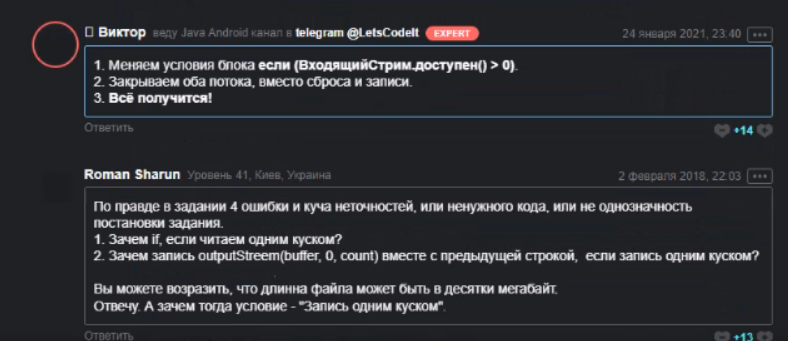 Виктор веду Java Android канал в telegram @LetsCodeIt EXPERT 24 января 2021, 23:40
1. Меняем условия блока если (ВходящийСтрим.доступен() > 0).
2. Закрываем оба потока, вместо сброса и записи.
3. Всё получится!
Ответить +14
Roman Sharun Уровень 41, Киев, Украина 2 февраля 2018, 22:03
По правде в задании 4 ошибки и куча неточностей, или ненужного кода, или не однозначность
постановки задания.
1. Зачем if, если читаем одним куском?
2. Зачем запись outputStreem(buffer, 0, count) вместе с предыдущей строкой, если запись одним куском?
Вы можете возразить, что длинна файла может быть в десятки мегабайт.
Отвечу. А зачем тогда условие - "Запись одним куском".
Ответить +13